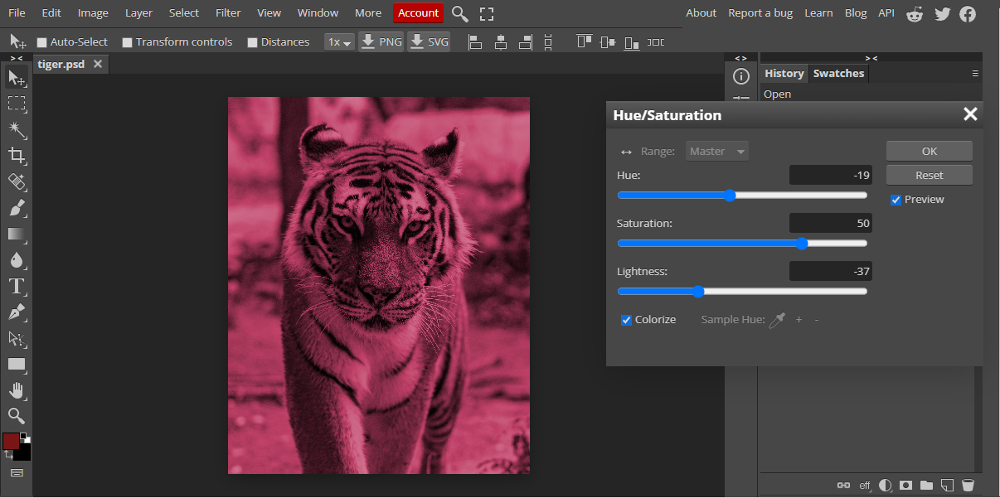 File Edit Image Layer Select Filter View Window More Account About Report a bug Learn Blog API
Auto-Select Transform controls Distances 1x PNG SVG
> < < > > <
tiger.psd History Swatches
Open
Hue/Saturation
Range: Master OK
Hue: -19 Reset
Preview
Saturation: 50
Lightness: -37
Colorize Sample Hue: + -
eff